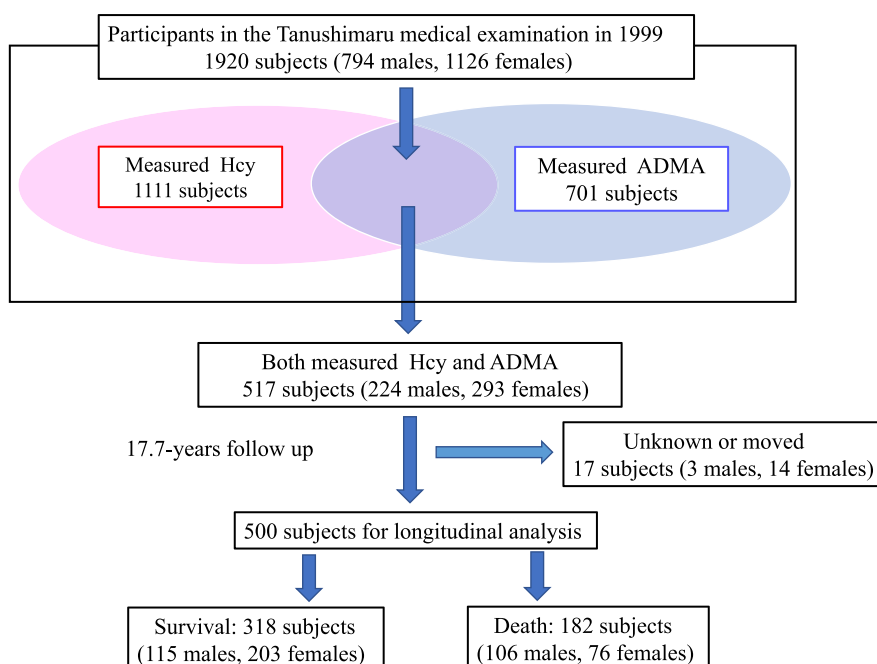 Participants in the Tanushimaru medical examination in 1999
1920 subjects (794 males, 1126 females)
Measured Hcy
1111 subjects
Measured ADMA
701 subjects
Both measured Hcy and ADMA
517 subjects (224 males, 293 females)
17.7-years follow up
Unknown or moved
17 subjects (3 males, 14 females)
500 subjects for longitudinal analysis
Survival: 318 subjects
(115 males, 203 females)
Death: 182 subjects
(106 males, 76 females)